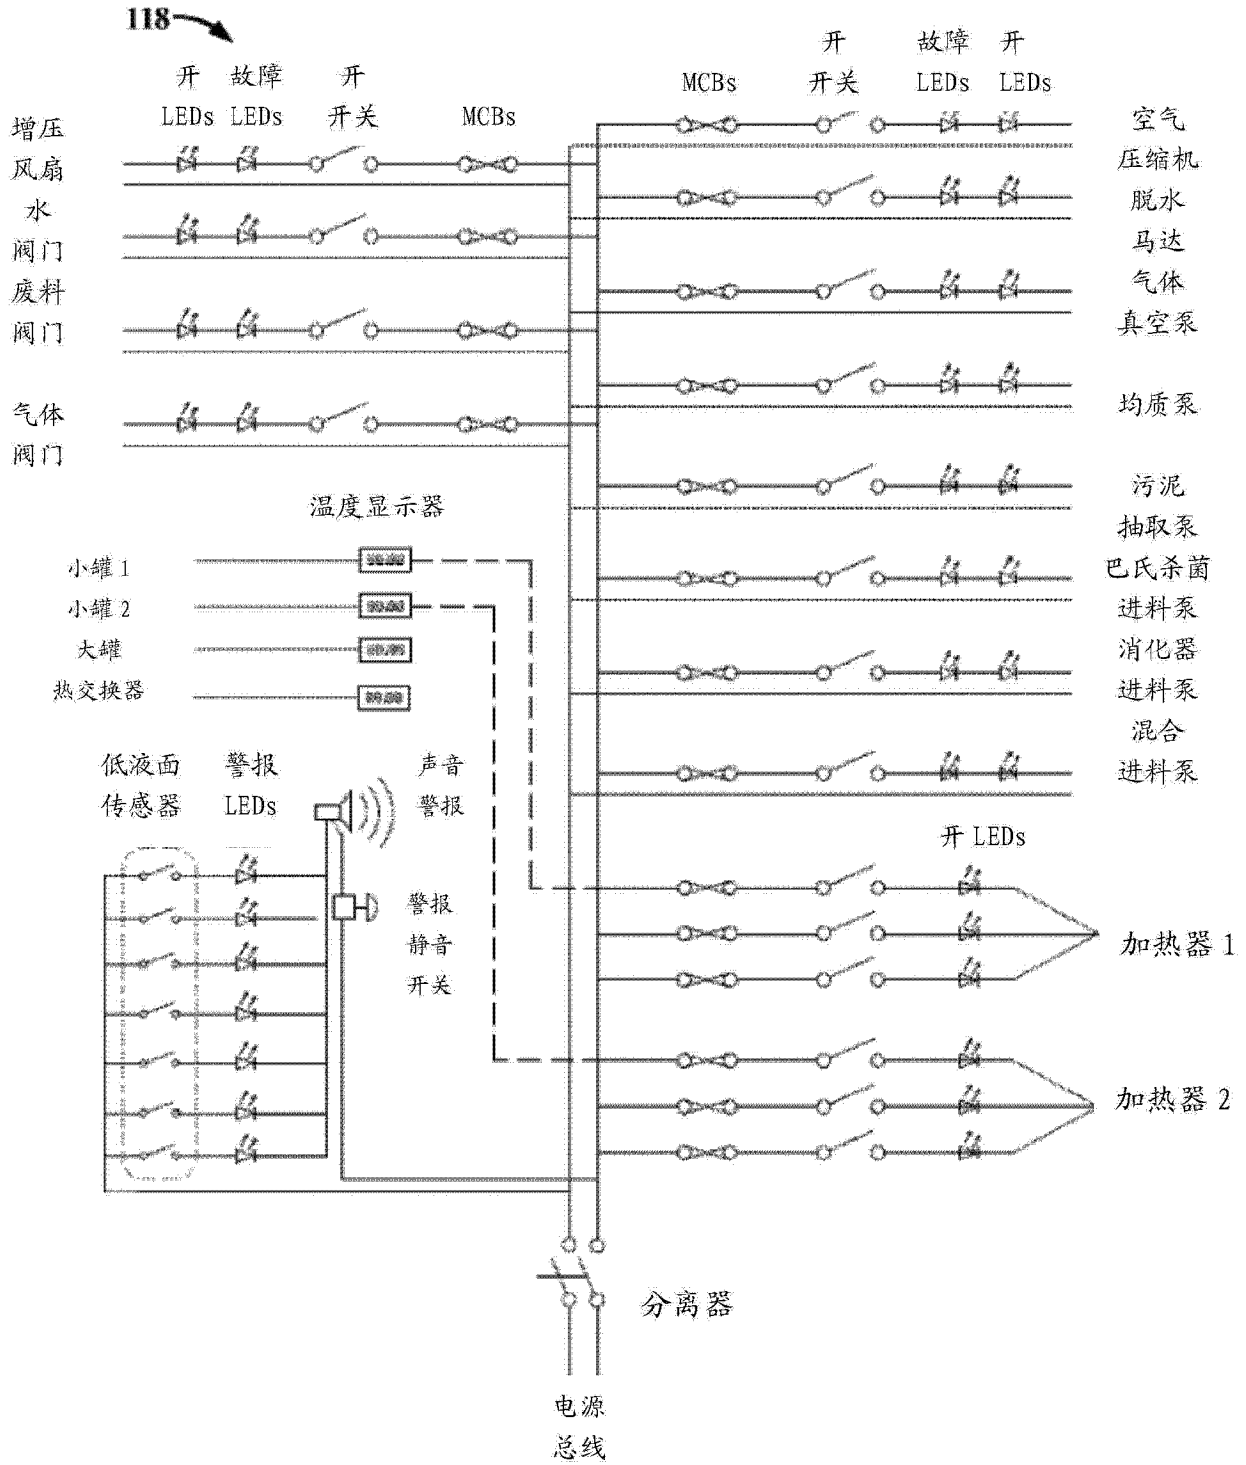 118
开 故障 开
LEDs LEDs 开关 MCBs
增压
风扇
水
阀门
废料
阀门
气体
阀门
开 故障 开
MCBs 开关 LEDs LEDs
空气
压缩机
脱水
马达
气体
真空泵
均质泵
污泥
抽取泵
巴氏杀菌
进料泵
消化器
进料泵
混合
进料泵
温度显示器
小罐1
小罐2
大罐
热交换器
低液面 警报 声音
传感器 LEDs 警报
警报
静音
开关
开 LEDs
加热器 1
加热器 2
分离器
电源
总线